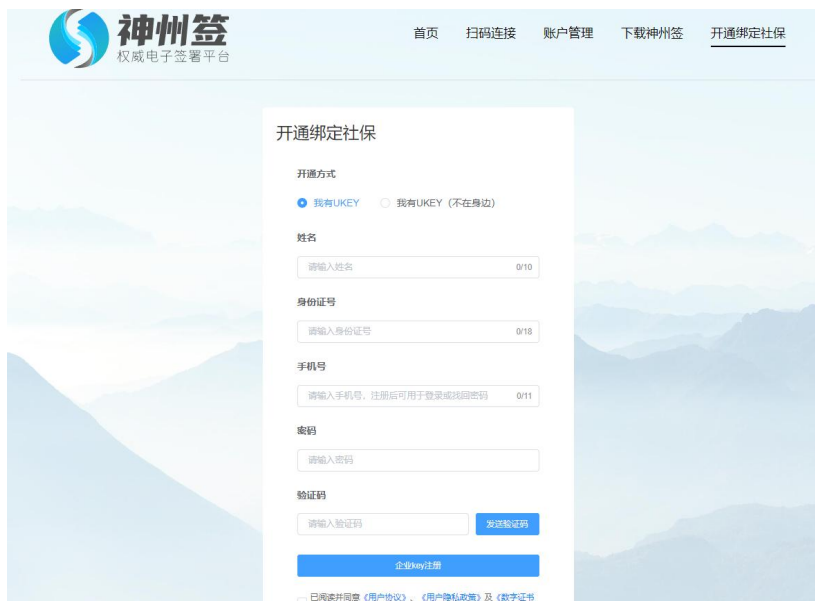 神州签
权威电子签署平台
首页 扫码连接 账户管理 下载神州签 开通绑定社保
开通绑定社保
开通方式
我有UKEY 我有UKEY（不在身边）
姓名
请输入姓名 0/10
身份证号
请输入身份证号 0/18
手机号
请输入手机号，注册后可用于登录或找回密码 0/11
密码
请输入密码
验证码
请输入验证码 发送验证码
企业key注册
已阅读并同意《用户协议》、《用户隐私政策》及《数字证书